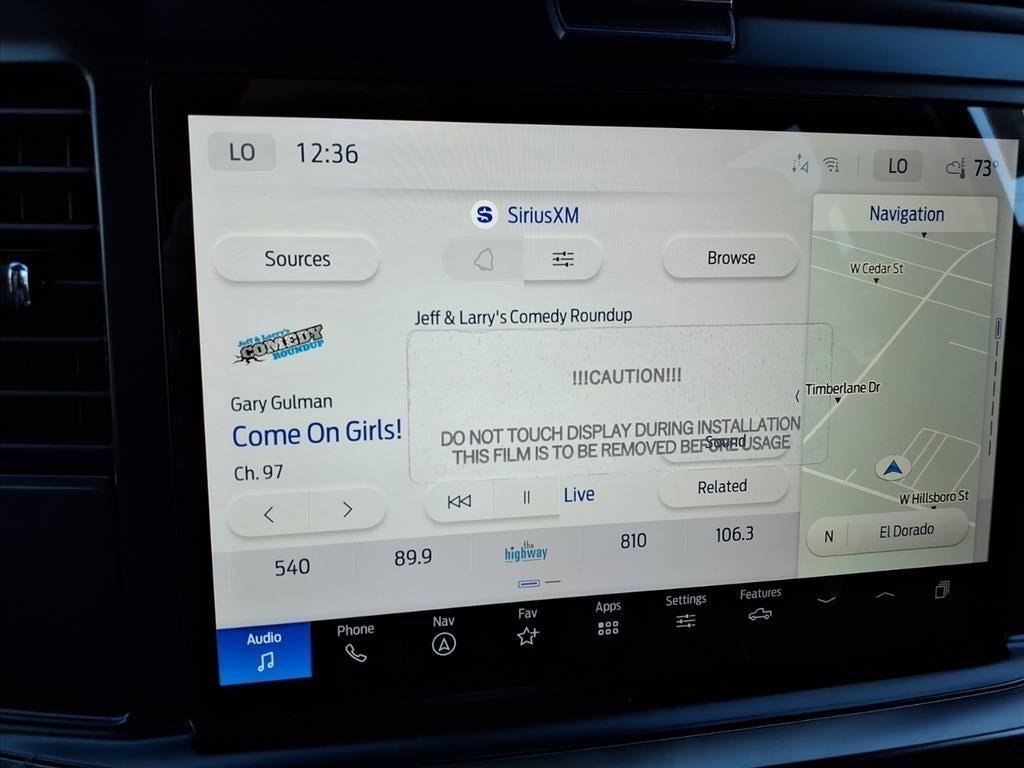 LO 12:36 LO 73°
SiriusXM
Navigation
Sources
Browse
W Cedar St
Jeff & Larry's Comedy Roundup
Jeff & Larry's
COMEDY
ROUNDUP
!!!CAUTION!!!
Timberlane Dr
Gary Gulman
Come On Girls!
DO NOT TOUCH DISPLAY DURING INSTALLATION
THIS FILM IS TO BE REMOVED BEFORE USAGE
Sound
Ch. 97
Live
Related
W Hillsboro St
N El Dorado
540 89.9 the highway 810 106.3
Audio Phone Nav Fav Apps Settings Features